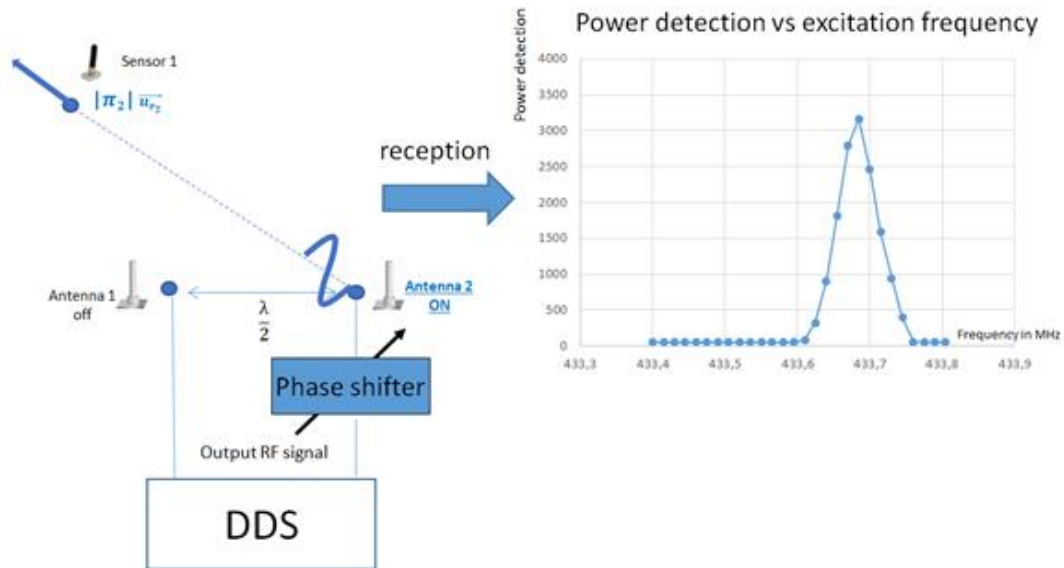 Power detection vs excitation frequency
Sensor 1
|π₂| u_r₂
reception
Antenna 1
off
λ
2
Antenna 2
ON
Phase shifter
Output RF signal
DDS
Power detection
4000
3500
3000
2500
2000
1500
1000
500
0
Frequency in MHz
433,3 433,4 433,5 433,6 433,7 433,8 433,9